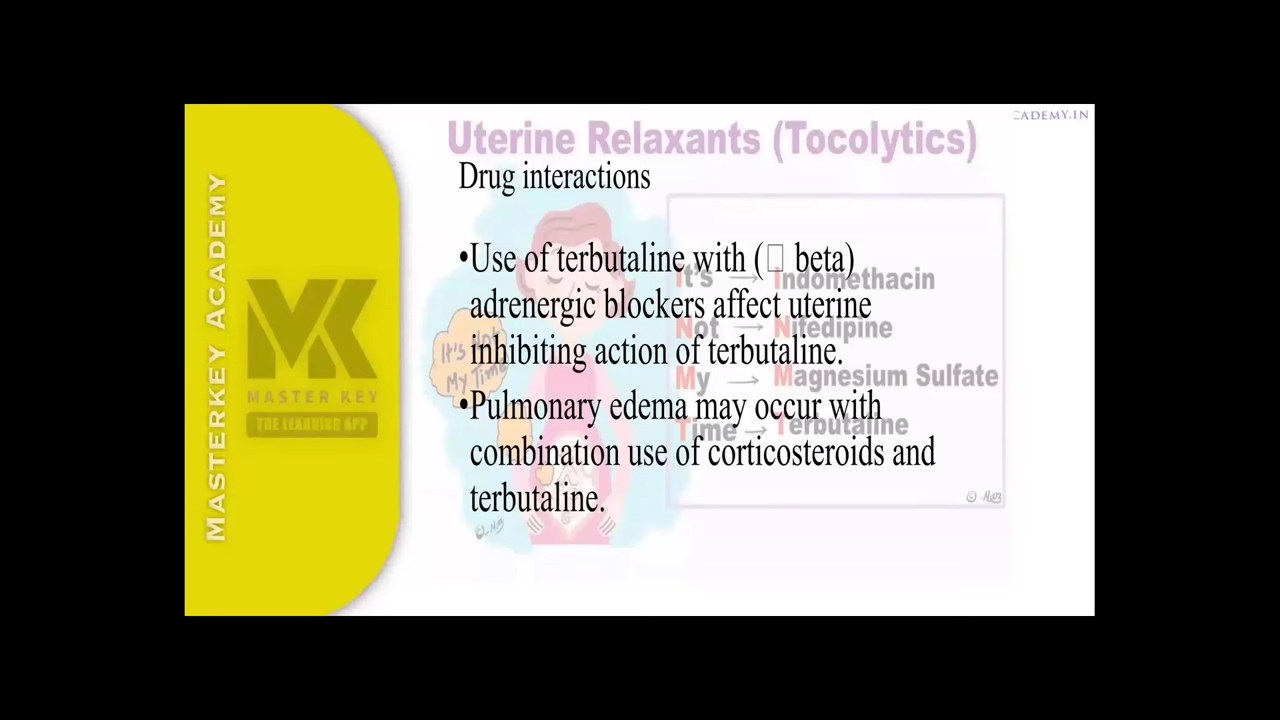 CADEMY.IN
Uterine Relaxants (Tocolytics)
Drug interactions
•Use of terbutaline with (□ beta)
adrenergic blockers affect uterine
inhibiting action of terbutaline.
•Pulmonary edema may occur with
combination use of corticosteroids and
terbutaline.
It's → Indomethacin
Not → Nifedipine
My → Magnesium Sulfate
Time → Terbutaline
It's Not
My Time
MASTERKEY ACADEMY
MK
MASTER KEY
THE LEARNING APP